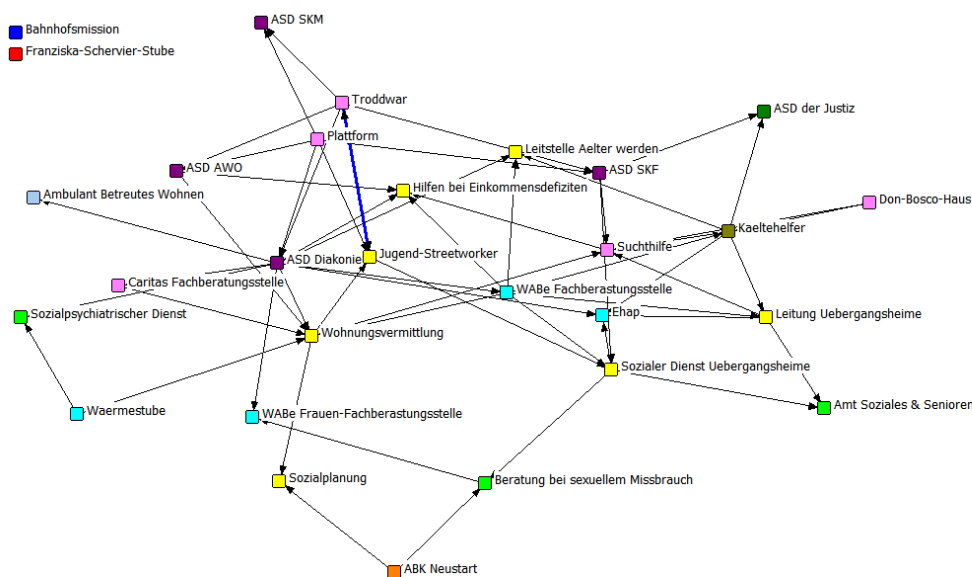 ASD SKM
Bahnhofsmission
Franziska-Schervier-Stube
Troddwar
ASD der Justiz
Plattform
Leitstelle Aelter werden
ASD AWO
ASD SKF
Hilfen bei Einkommensdefiziten
Ambulant Betreutes Wohnen
Don-Bosco-Haus
Kaeltehelfer
Suchthilfe
Jugend-Streetworker
ASD Diakonie
Caritas Fachberatungsstelle
WABe Fachberatungsstelle
Sozialpsychiatrischer Dienst
Ehap
Leitung Uebergangsheime
Wohnungsvermittlung
Sozialer Dienst Uebergangsheime
Waermestube
WABe Frauen-Fachberastungsstelle
Amt Soziales & Senioren
Sozialplanung
Beratung bei sexuellem Missbrauch
ABK Neustart